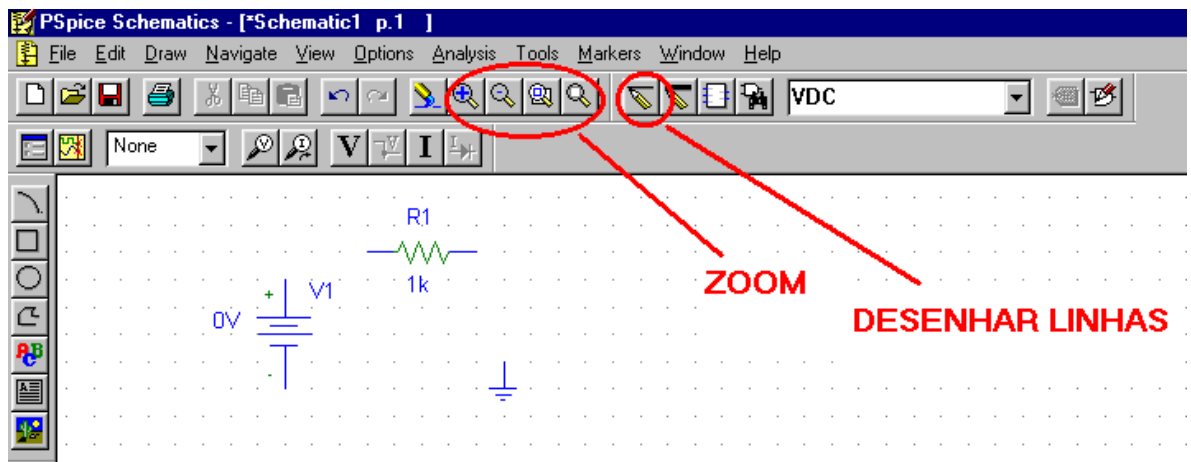 PSpice Schematics - [*Schematic1 p.1 ]
File Edit Draw Navigate View Options Analysis Tools Markers Window Help
VDC
None
V V I I
R1
1k
+ V1
0V
-
ZOOM
DESENHAR LINHAS
ABC
A